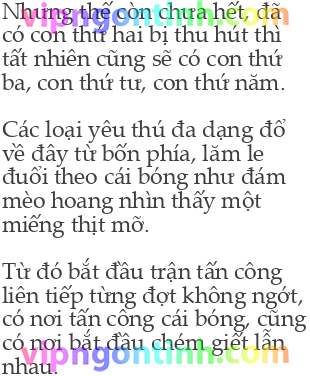 Nhưng thế còn chưa hết, đã
vipngontinh.com
có con thứ hai bị thu hút thì
tất nhiên cũng sẽ có con thứ
ba, con thứ tư, con thứ năm.
Các loại yêu thú đa dạng đổ
về đây từ bốn phía, lăm le
đuổi theo cái bóng như đám
mèo hoang nhìn thấy một
miếng thịt mỡ.
Từ đó bắt đầu trận tấn công
liên tiếp từng đợt không ngớt,
có nơi tấn công cái bóng, cũng
có nơi bắt đầu chém giết lẫn
vipngontinh.com
nhau.